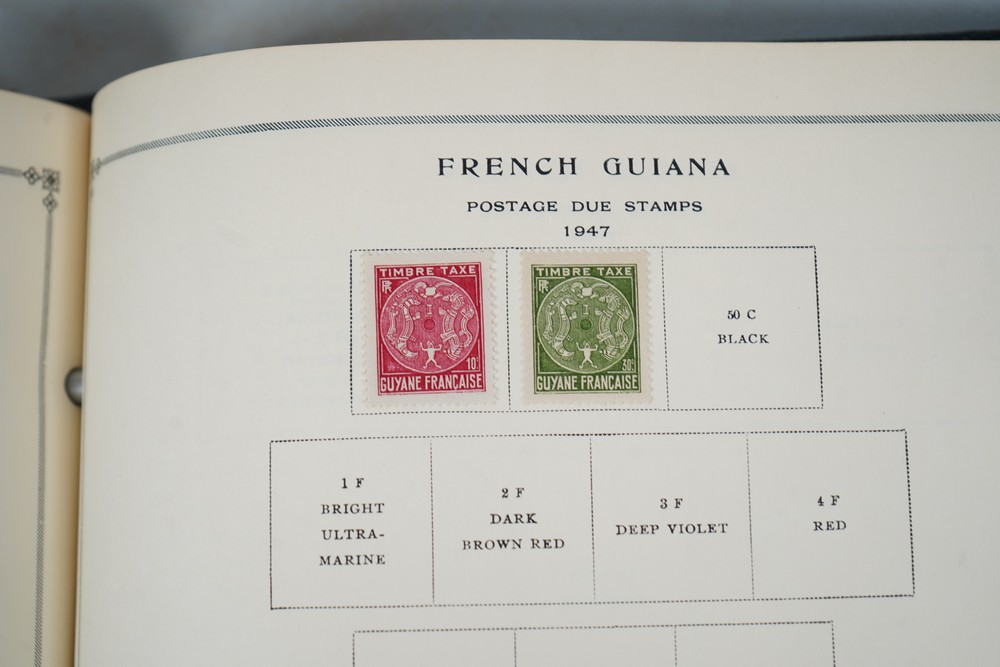 FRENCH GUIANA
POSTAGE DUE STAMPS
1947
TIMBRE TAXE
RF
10c
GUYANE FRANÇAISE
TIMBRE TAXE
RF
30c
GUYANE FRANÇAISE
50 C
BLACK
1 F
BRIGHT
ULTRA-
MARINE
2 F
DARK
BROWN RED
3 F
DEEP VIOLET
4 F
RED